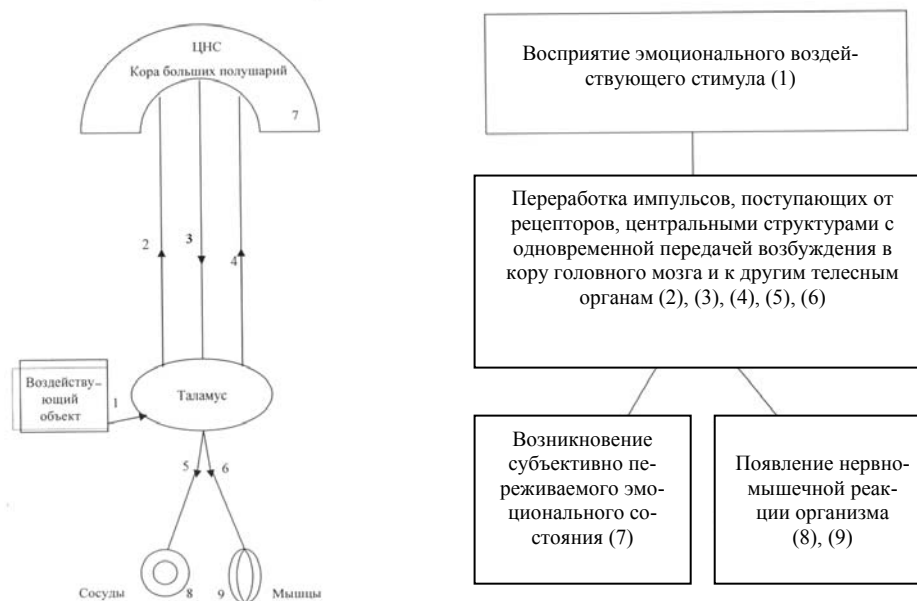 ЦНС
Кора больших полушарий
7
2
3
4
Воздейству–
ющий
объект
1
Таламус
5
6
Сосуды
8
9
Мышцы
Восприятие эмоционального воздей-
ствующего стимула (1)
Переработка импульсов, поступающих от
рецепторов, центральными структурами с
одновременной передачей возбуждения в
кору головного мозга и к другим телесным
органам (2), (3), (4), (5), (6)
Возникновение
субъективно пе-
реживаемого эмо-
ционального со-
стояния (7)
Появление нервно-
мышечной реак-
ции организма
(8), (9)